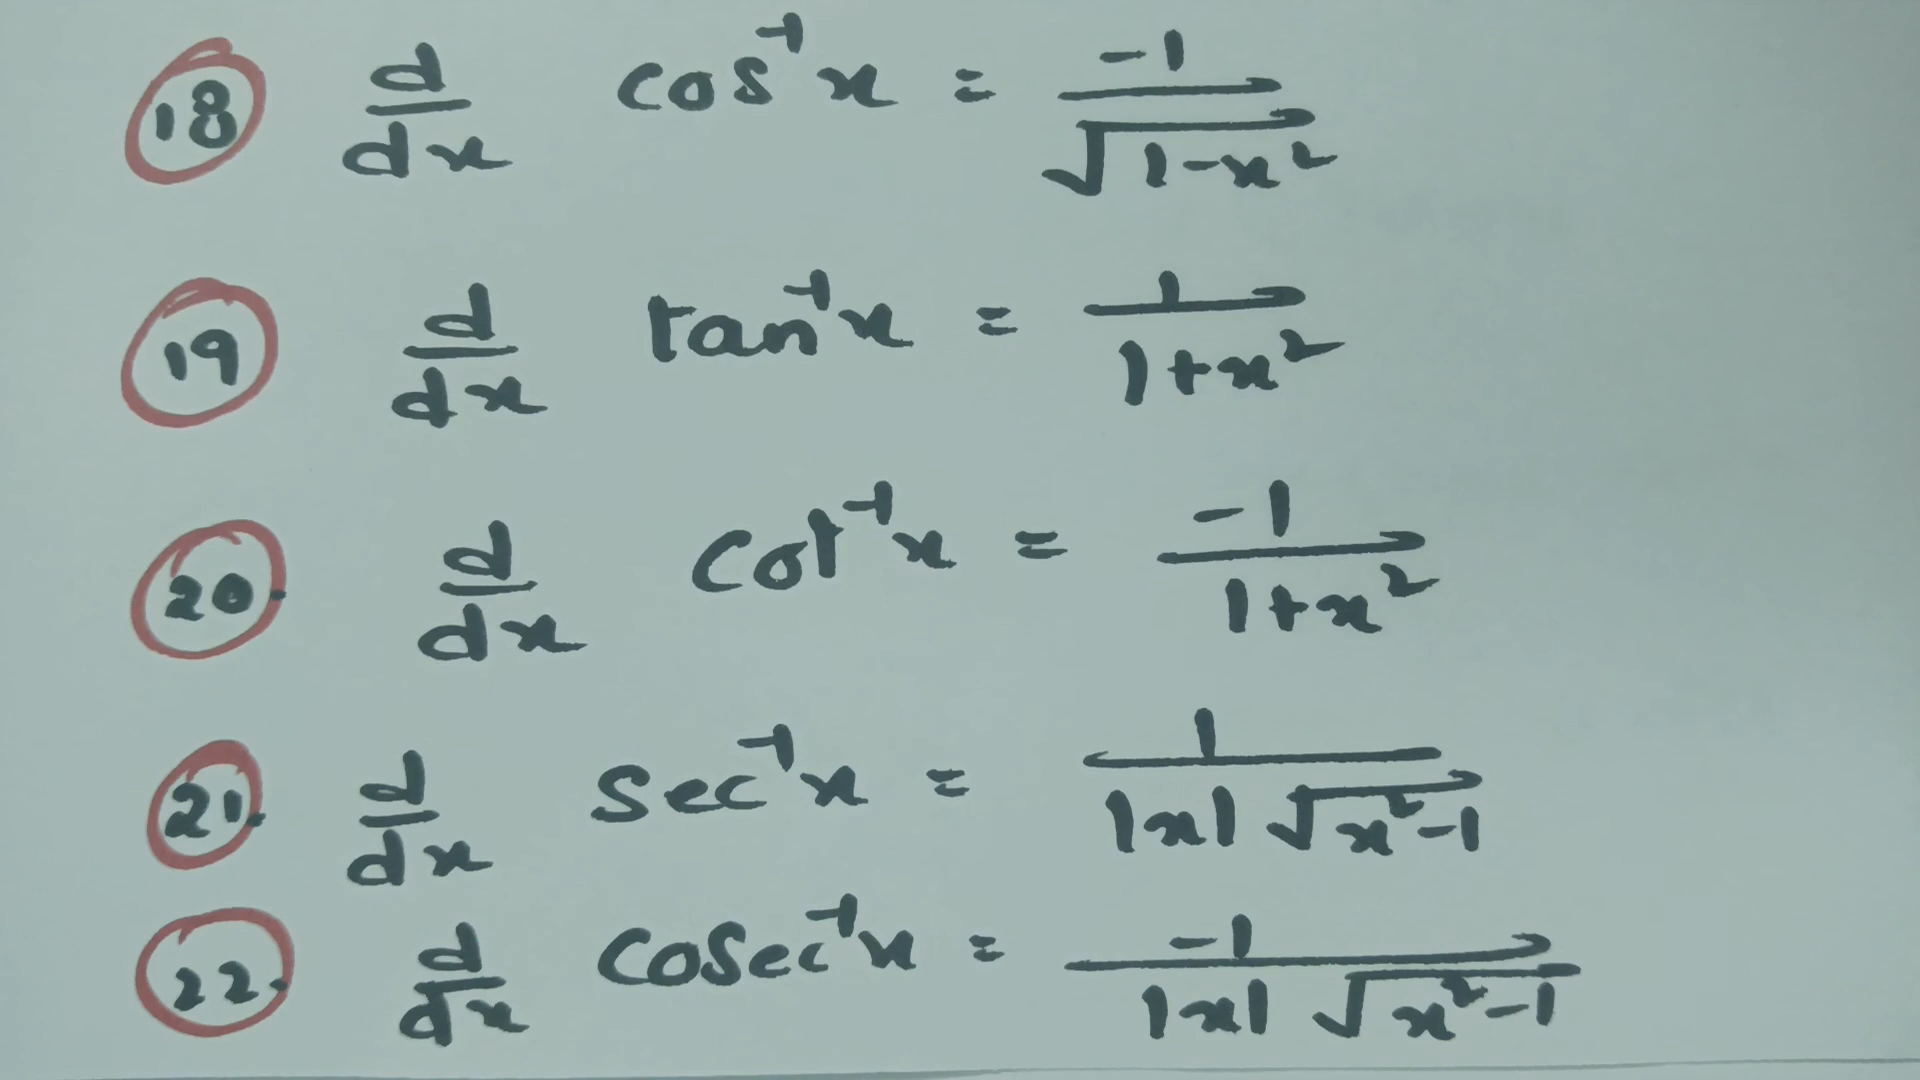 18 d/dx cos⁻¹x = -1/√(1-x²)
19 d/dx tan⁻¹x = 1/(1+x²)
20. d/dx cot⁻¹x = -1/(1+x²)
21. d/dx sec⁻¹x = 1/(|x|√(x²-1))
22. d/dx cosec⁻¹x = -1/(|x|√(x²-1))